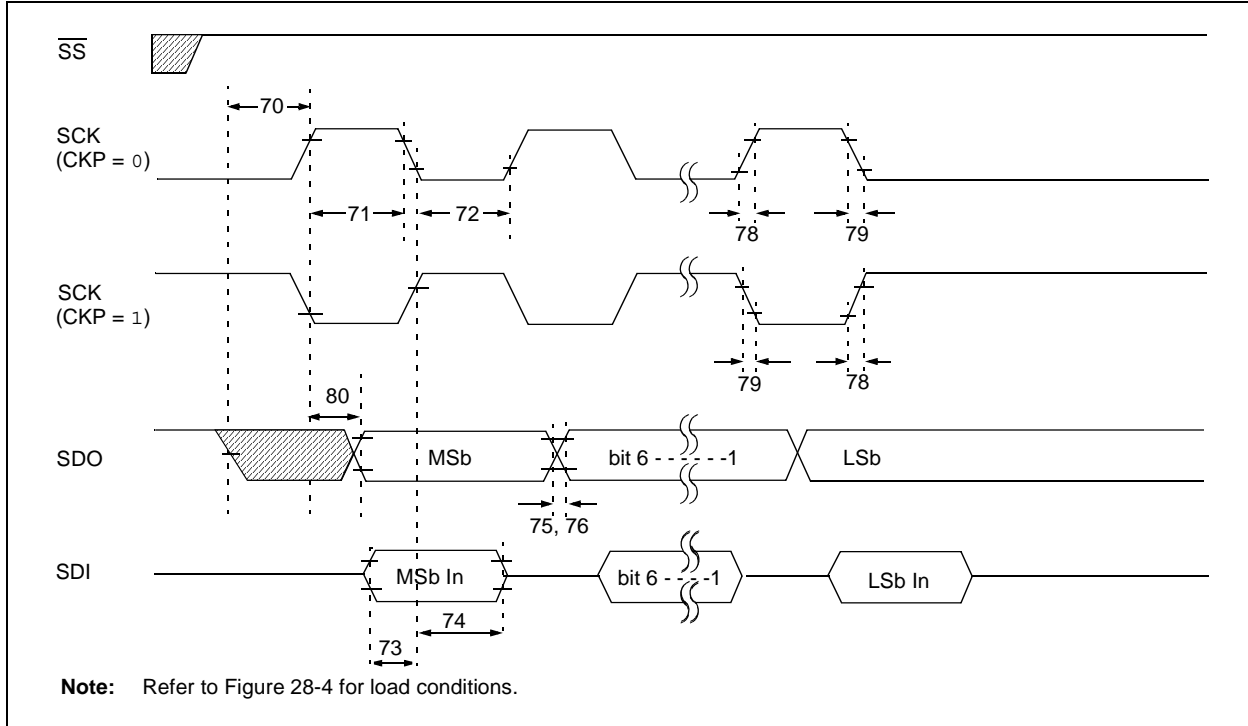 SS
70
SCK
(CKP = 0)
71
72
78
79
SCK
(CKP = 1)
79
78
80
SDO
MSb
bit 6 - - - - - -1
LSb
75, 76
SDI
MSb In
bit 6 - - - - -1
LSb In
74
73
Note: Refer to Figure 28-4 for load conditions.